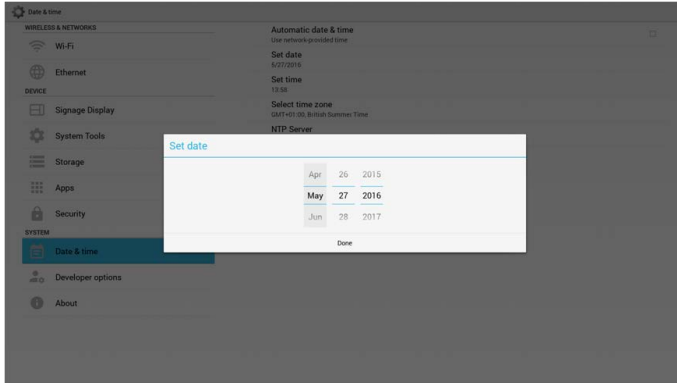 Date & time
WIRELESS & NETWORKS
Wi-Fi
Ethernet
DEVICE
Signage Display
System Tools
Storage
Apps
Security
SYSTEM
Date & time
Developer options
About
Automatic date & time
Use network-provided time
Set date
5/27/2016
Set time
13:58
Select time zone
GMT+01:00, British Summer Time
NTP Server
Set date
Apr 26 2015
May 27 2016
Jun 28 2017
Done